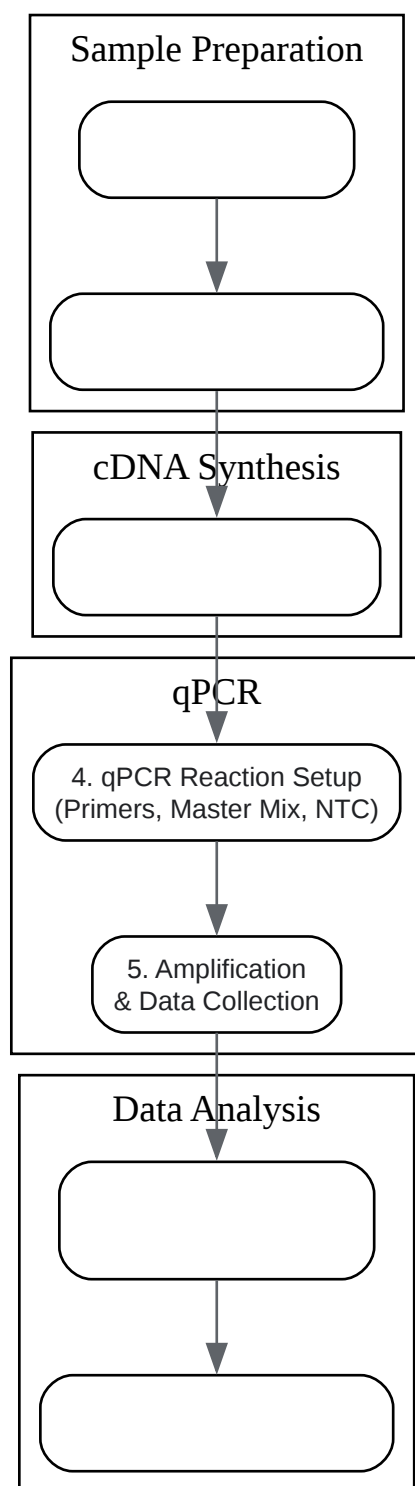 Sample Preparation
cDNA Synthesis
qPCR
4. qPCR Reaction Setup
(Primers, Master Mix, NTC)
5. Amplification
& Data Collection
Data Analysis